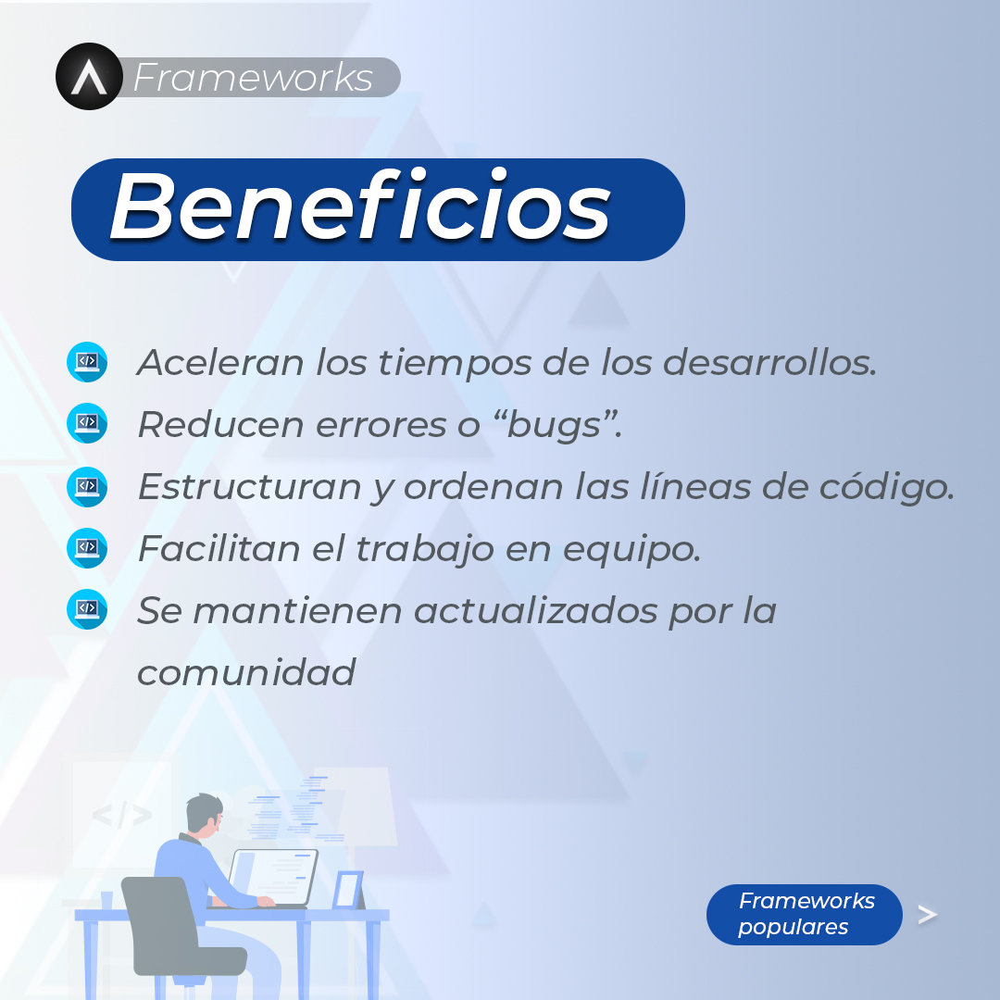 Frameworks
Beneficios
Aceleran los tiempos de los desarrollos.
Reducen errores o “bugs”.
Estructuran y ordenan las líneas de código.
Facilitan el trabajo en equipo.
Se mantienen actualizados por la
comunidad
</>
Frameworks
populares
>